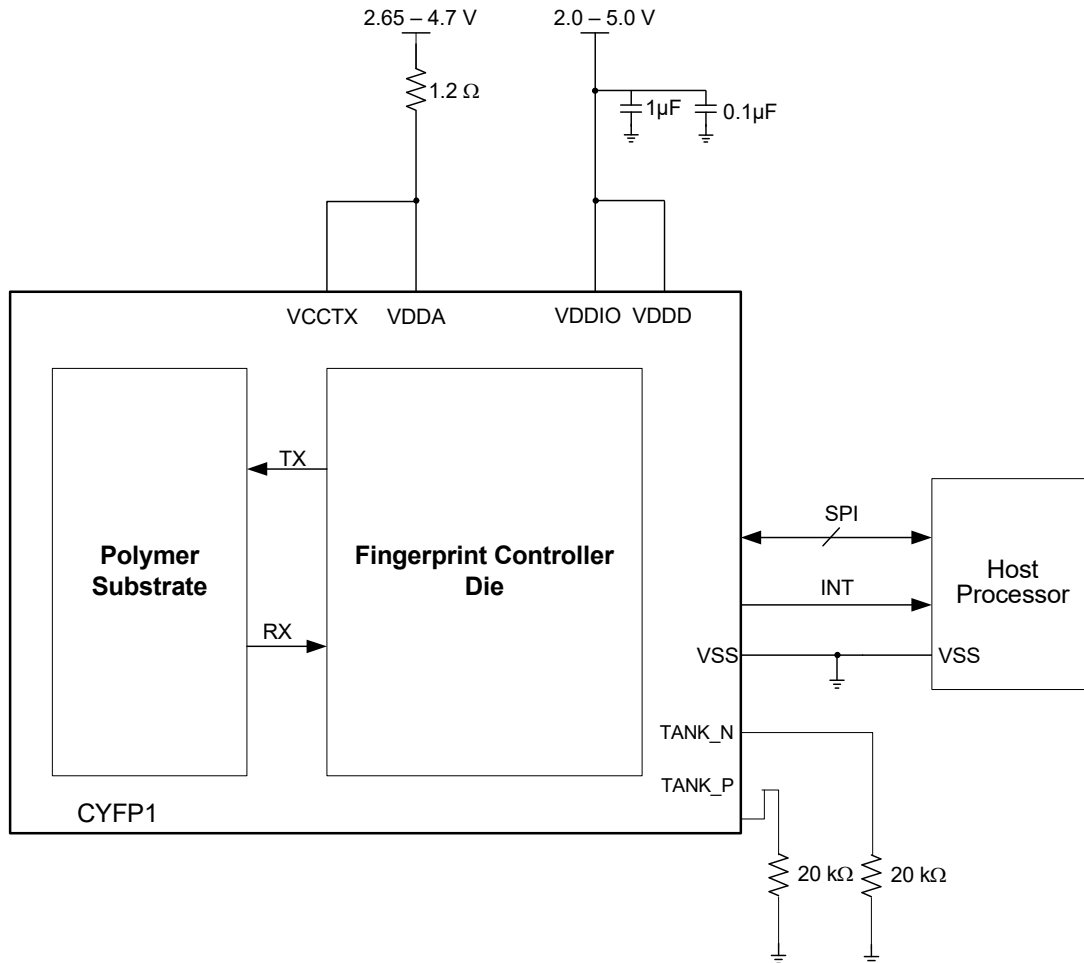 2.65 – 4.7 V
2.0 – 5.0 V
1.2 Ω
1µF
0.1µF
VCCTX
VDDA
VDDIO
VDDD
TX
Polymer
Substrate
Fingerprint Controller
Die
RX
SPI
INT
Host
Processor
VSS
VSS
TANK_N
TANK_P
CYFP1
20 kΩ
20 kΩ